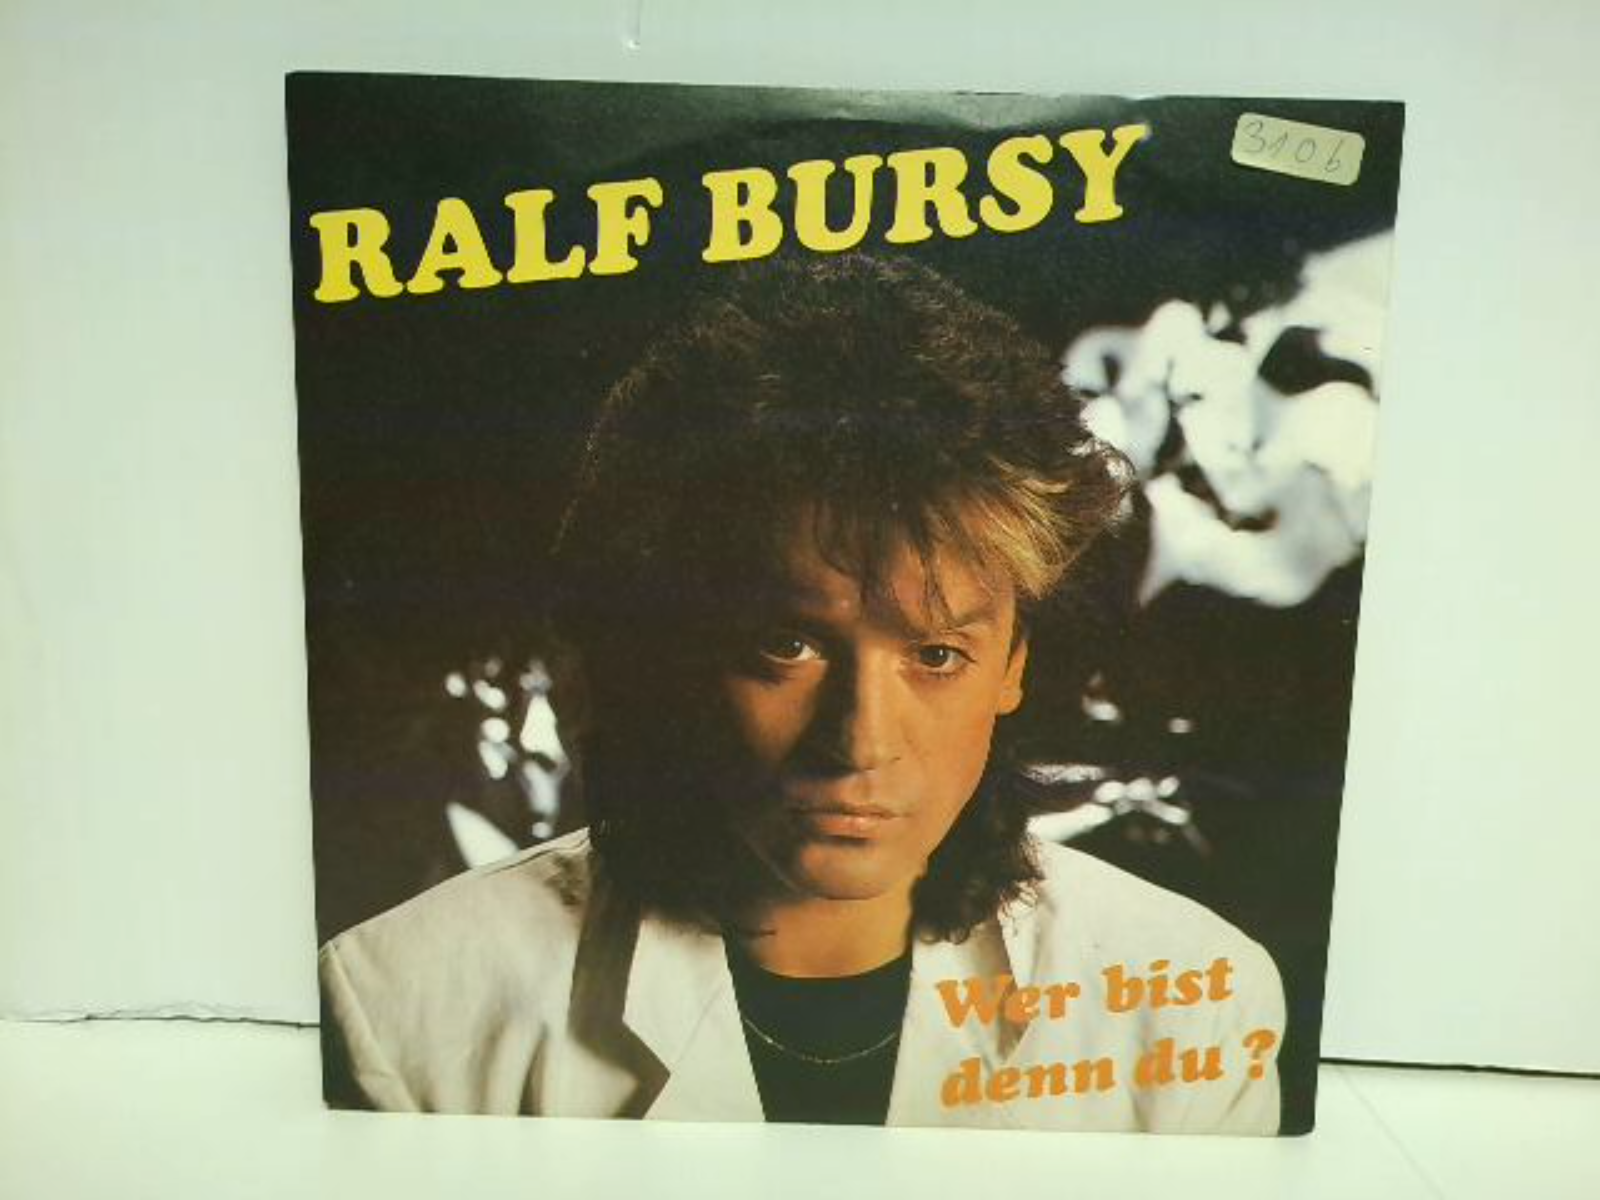 RALF BURSY
3106
Wer bist
denn du ?